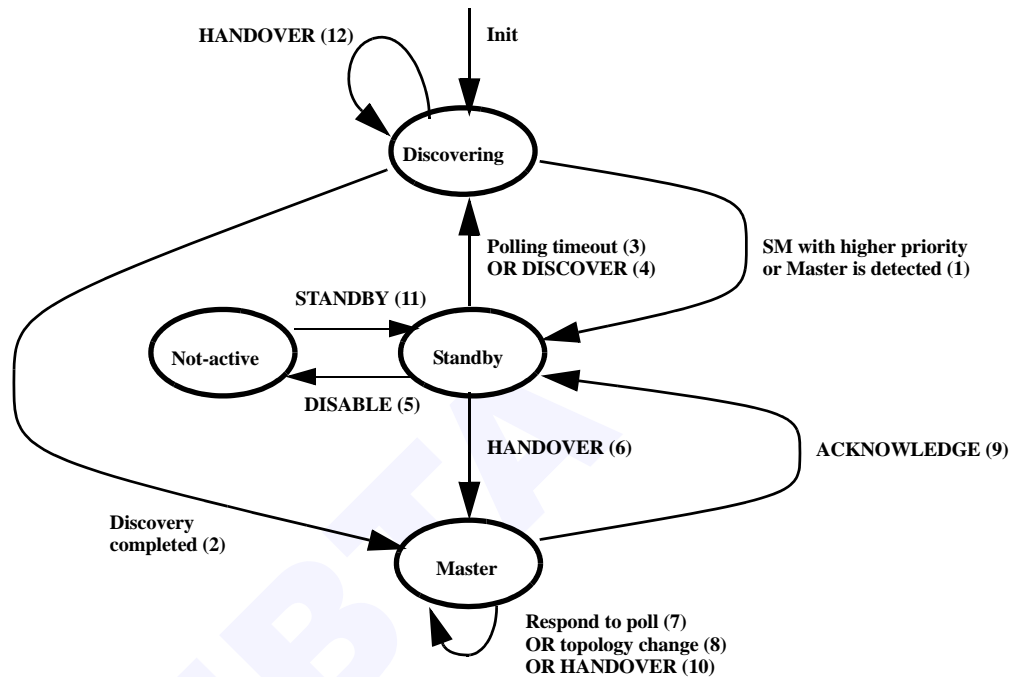 HANDOVER (12)
Init
Discovering
Polling timeout (3)
OR DISCOVER (4)
SM with higher priority
or Master is detected (1)
STANDBY (11)
Not-active
Standby
DISABLE (5)
HANDOVER (6)
ACKNOWLEDGE (9)
Discovery
completed (2)
Master
Respond to poll (7)
OR topology change (8)
OR HANDOVER (10)
IBTA